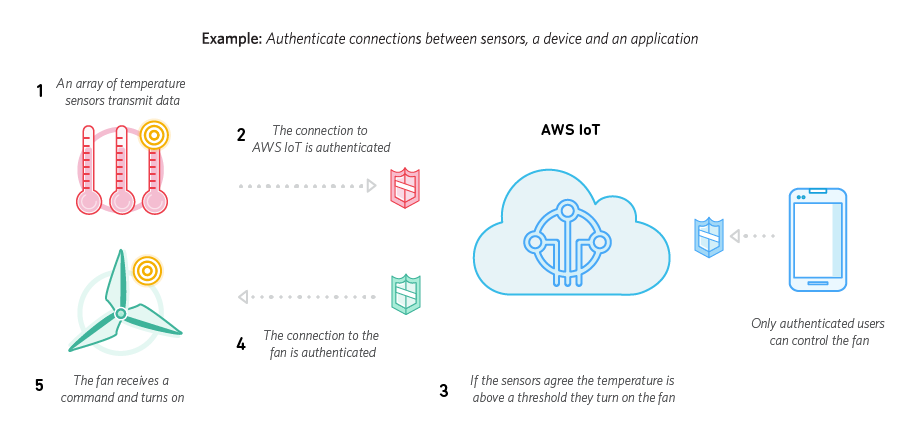 Example: Authenticate connections between sensors, a device and an application
1
An array of temperature
sensors transmit data
2
The connection to
AWS IoT is authenticated
AWS IoT
4
The connection to the
fan is authenticated
Only authenticated users
can control the fan
5
The fan receives a
command and turns on
3
If the sensors agree the temperature is
above a threshold they turn on the fan